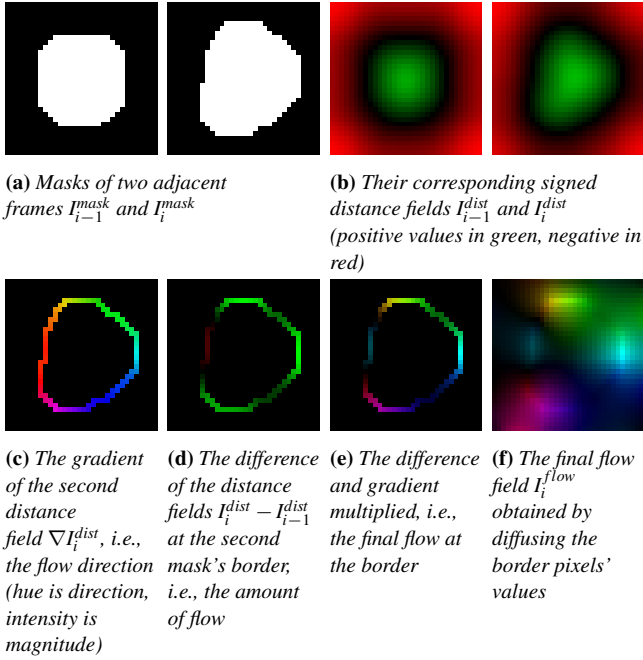 (a) Masks of two adjacent
frames I_{i−1}^{mask} and I_i^{mask}
(b) Their corresponding signed
distance fields I_{i−1}^{dist} and I_i^{dist}
(positive values in green, negative in
red)
(c) The gradient
of the second
distance
field ∇I_i^{dist}, i.e.,
the flow direction
(hue is direction,
intensity is
magnitude)
(d) The difference
of the distance
fields I_i^{dist} − I_{i−1}^{dist}
at the second
mask's border,
i.e., the amount
of flow
(e) The difference
and gradient
multiplied, i.e.,
the final flow at
the border
(f) The final flow
field I_i^{flow}
obtained by
diffusing the
border pixels'
values